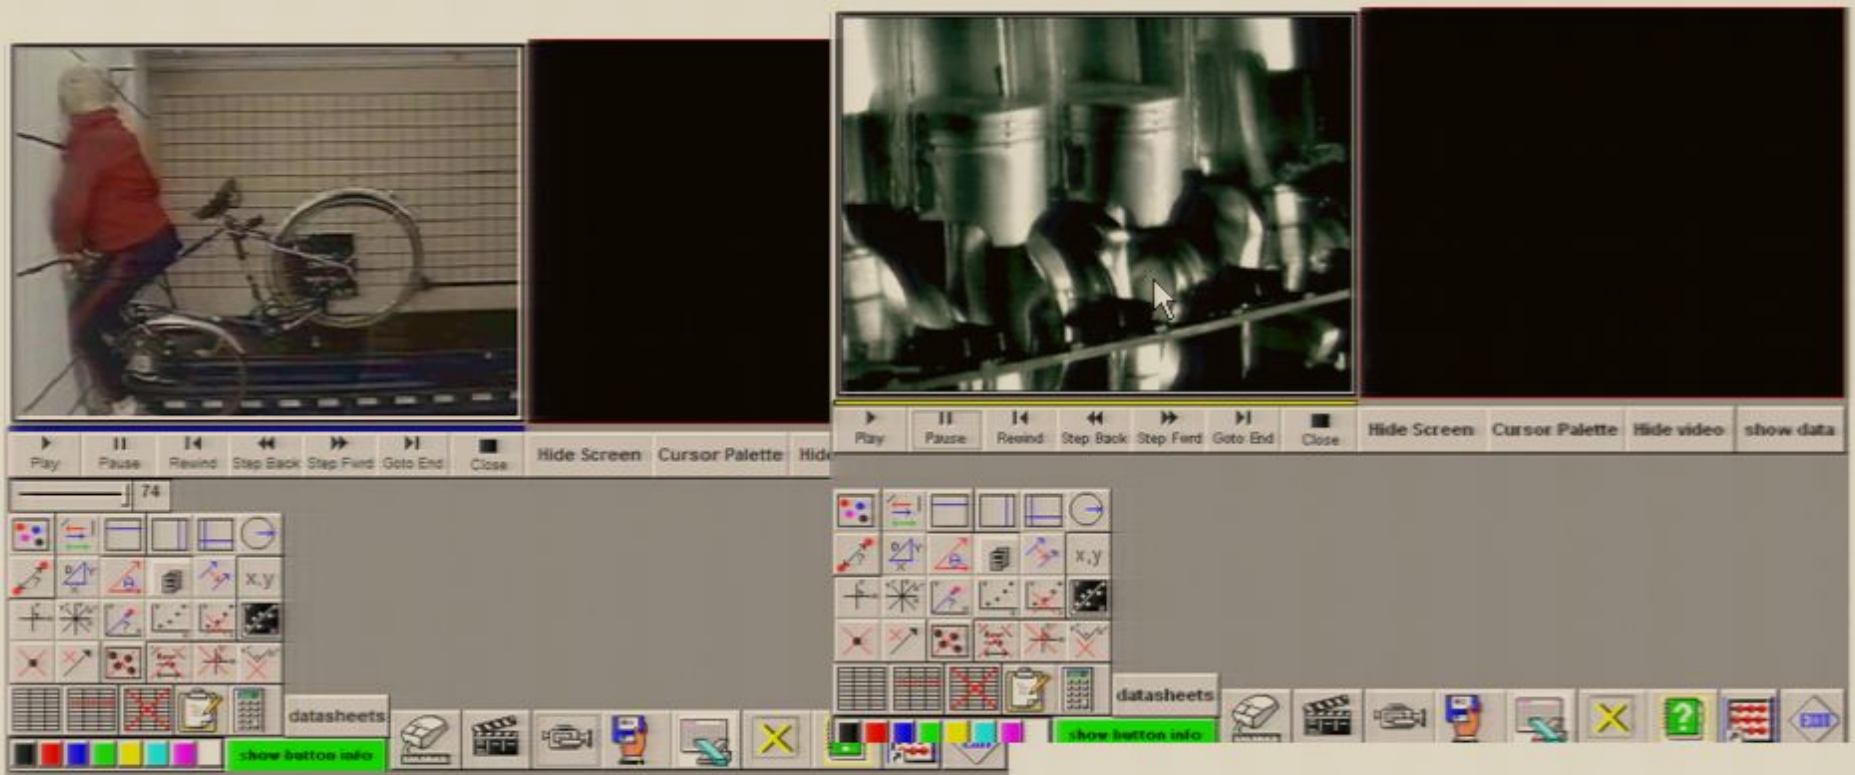 Play Pause Rewind Step Back Step Fwrd Goto End Close Hide Screen Cursor Palette
74
D Y
X
θ
x,y
datasheets
show button info
Play Pause Rewind Step Back Step Fwrd Goto End Close Hide Screen Cursor Palette Hide video show data
D Y
X
θ
x,y
datasheets
show button info
?
EXIT